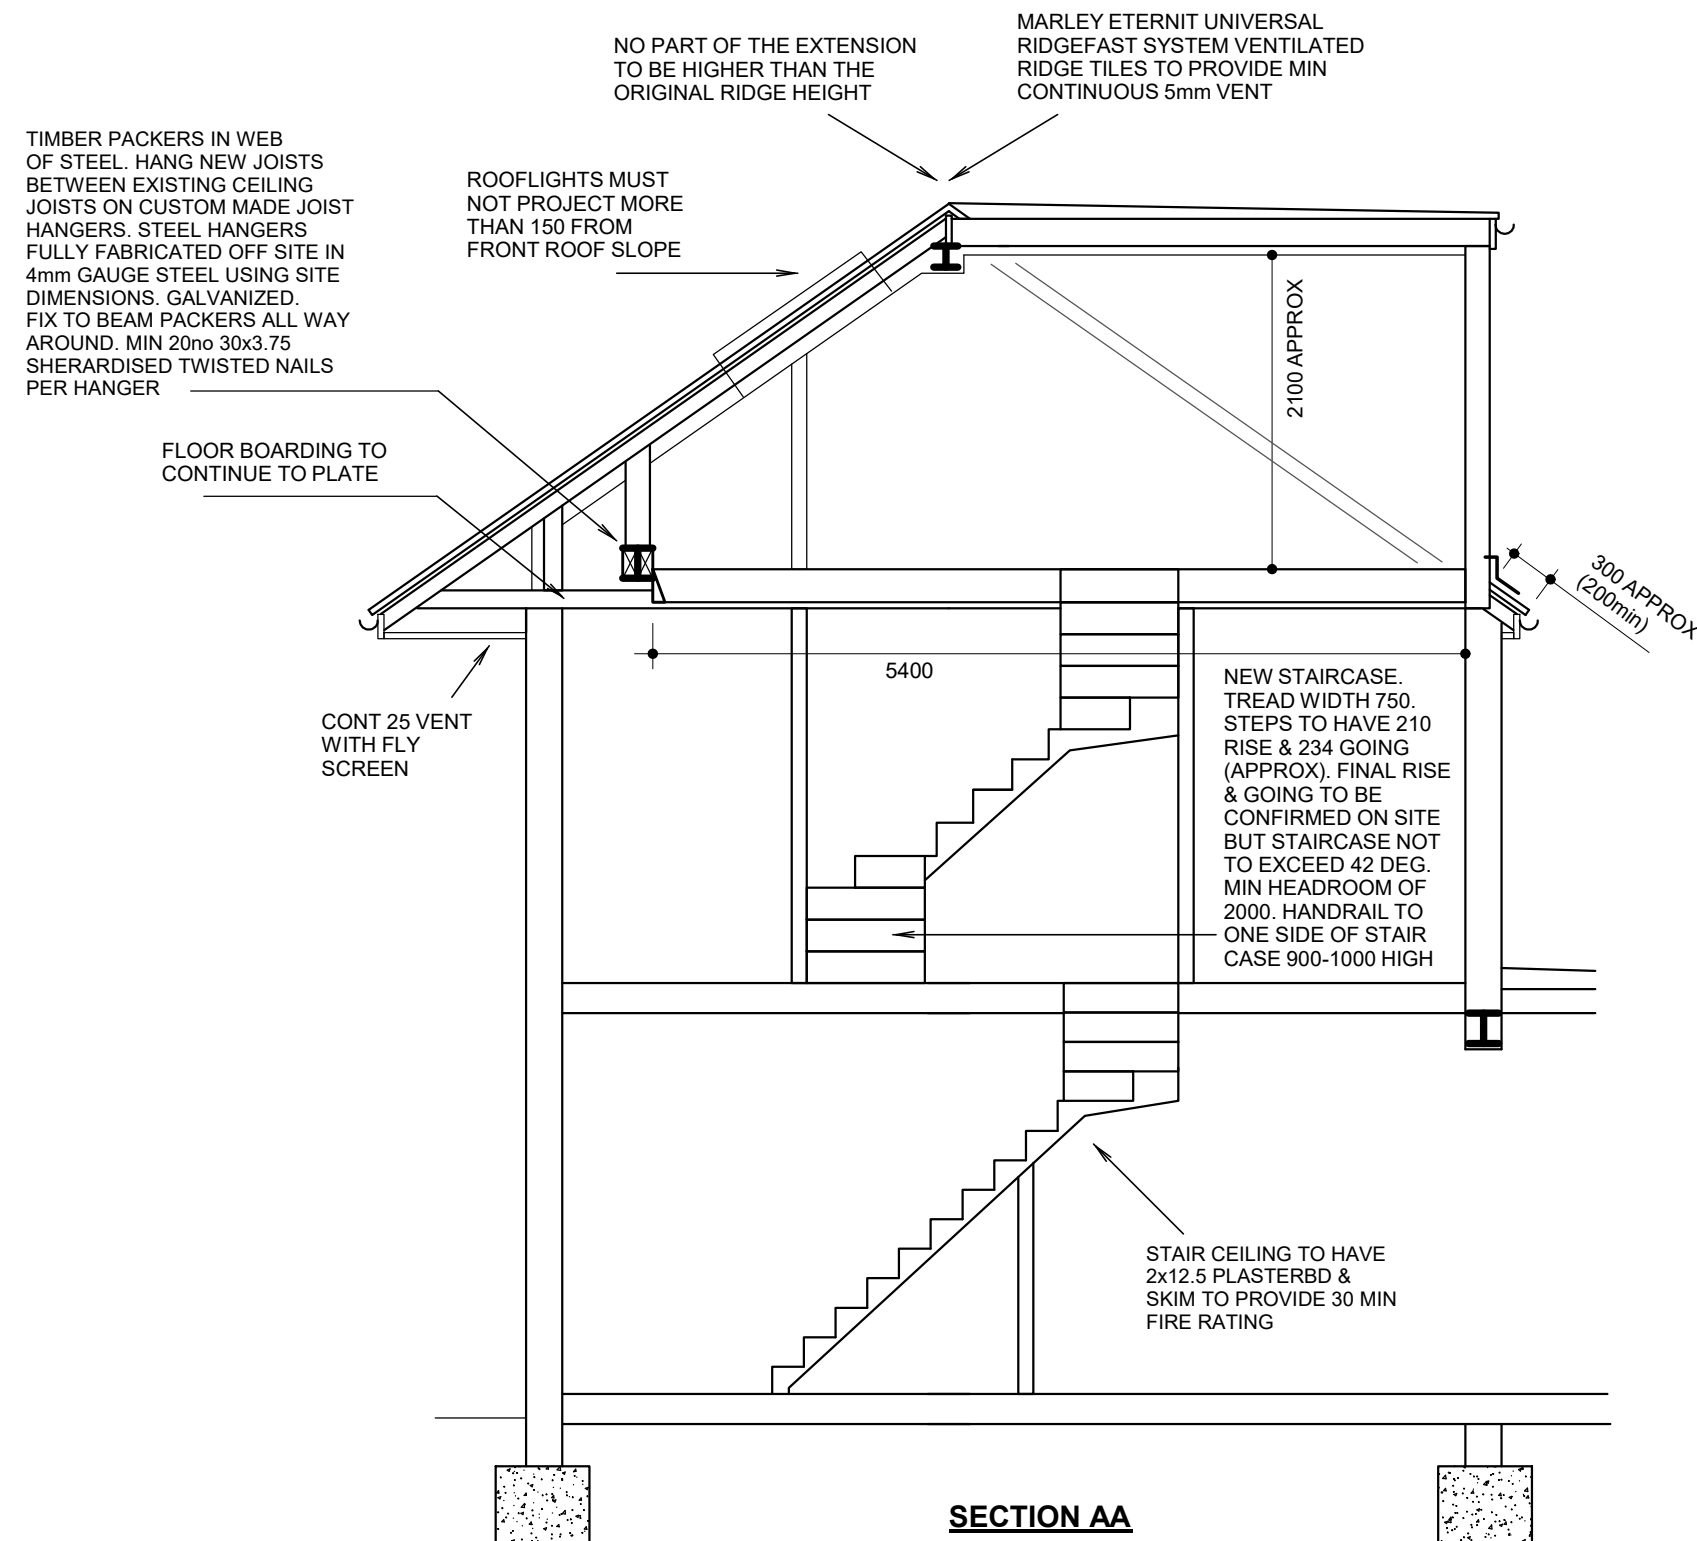 NO PART OF THE EXTENSION
TO BE HIGHER THAN THE
ORIGINAL RIDGE HEIGHT
MARLEY ETERNIT UNIVERSAL
RIDGEFAST SYSTEM VENTILATED
RIDGE TILES TO PROVIDE MIN
CONTINUOUS 5mm VENT
TIMBER PACKERS IN WEB
OF STEEL. HANG NEW JOISTS
BETWEEN EXISTING CEILING
JOISTS ON CUSTOM MADE JOIST
HANGERS. STEEL HANGERS
FULLY FABRICATED OFF SITE IN
4mm GAUGE STEEL USING SITE
DIMENSIONS. GALVANIZED.
FIX TO BEAM PACKERS ALL WAY
AROUND. MIN 20no 30x3.75
SHERARDISED TWISTED NAILS
PER HANGER
ROOFLIGHTS MUST
NOT PROJECT MORE
THAN 150 FROM
FRONT ROOF SLOPE
2100 APPROX
FLOOR BOARDING TO
CONTINUE TO PLATE
300 APPROX
(200min)
5400
CONT 25 VENT
WITH FLY
SCREEN
NEW STAIRCASE.
TREAD WIDTH 750.
STEPS TO HAVE 210
RISE & 234 GOING
(APPROX). FINAL RISE
& GOING TO BE
CONFIRMED ON SITE
BUT STAIRCASE NOT
TO EXCEED 42 DEG.
MIN HEADROOM OF
2000. HANDRAIL TO
ONE SIDE OF STAIR
CASE 900-1000 HIGH
STAIR CEILING TO HAVE
2x12.5 PLASTERBD &
SKIM TO PROVIDE 30 MIN
FIRE RATING
SECTION AA